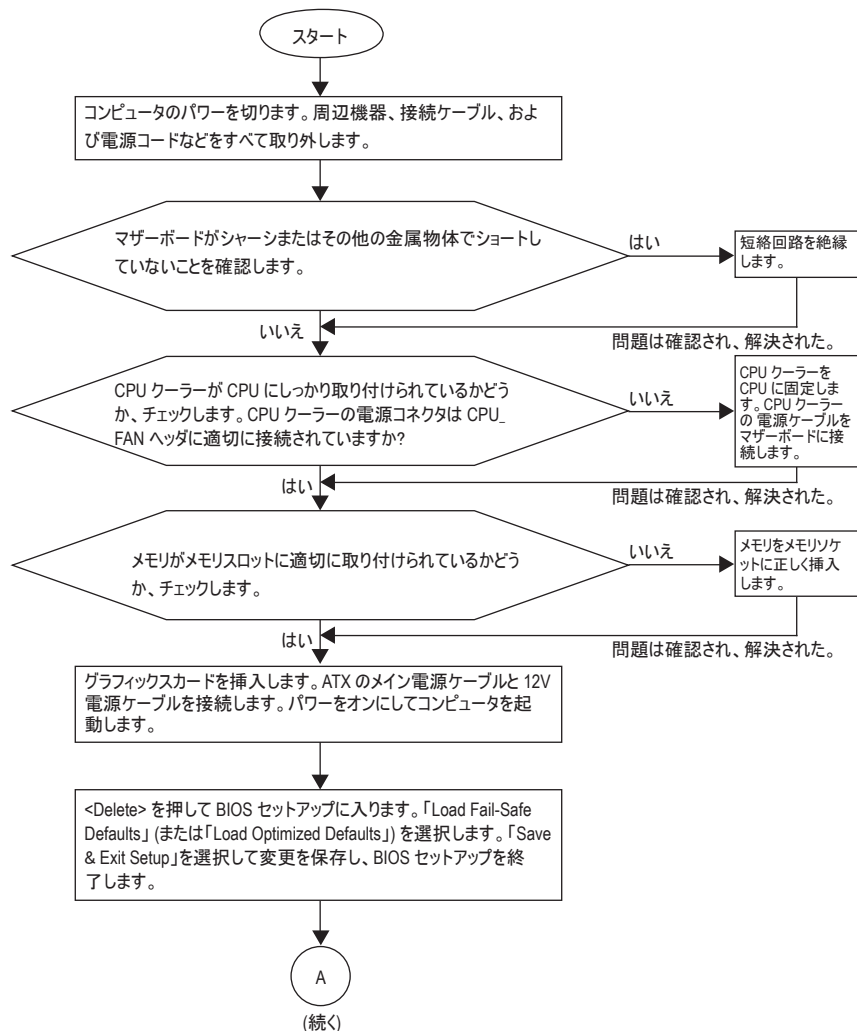 スタート
コンピュータのパワーを切ります。周辺機器、接続ケーブル、およ
び電源コードなどをすべて取り外します。
マザーボードがシャーシまたはその他の金属物体でショートし
ていないことを確認します。
はい
短絡回路を絶縁
します。
いいえ
問題は確認され、解決された。
CPU クーラーが CPU にしっかり取り付けられているかどう
か、チェックします。CPU クーラーの電源コネクタは CPU_
FAN ヘッダに適切に接続されていますか?
いいえ
CPU クーラーを
CPU に固定しま
す。CPU クーラー
の 電源ケーブルを
マザーボードに接
続します。
はい
問題は確認され、解決された。
メモリがメモリスロットに適切に取り付けられているかどう
か、チェックします。
いいえ
メモリをメモリソケ
ットに正しく挿入
します。
はい
問題は確認され、解決された。
グラフィックスカードを挿入します。ATX のメイン電源ケーブルと 12V
電源ケーブルを接続します。パワーをオンにしてコンピュータを起
動します。
<Delete> を押して BIOS セットアップに入ります。「Load Fail-Safe
Defaults」 (または「Load Optimized Defaults」) を選択します。「Save
& Exit Setup」を選択して変更を保存し、BIOS セットアップを終
了します。
A
(続く)